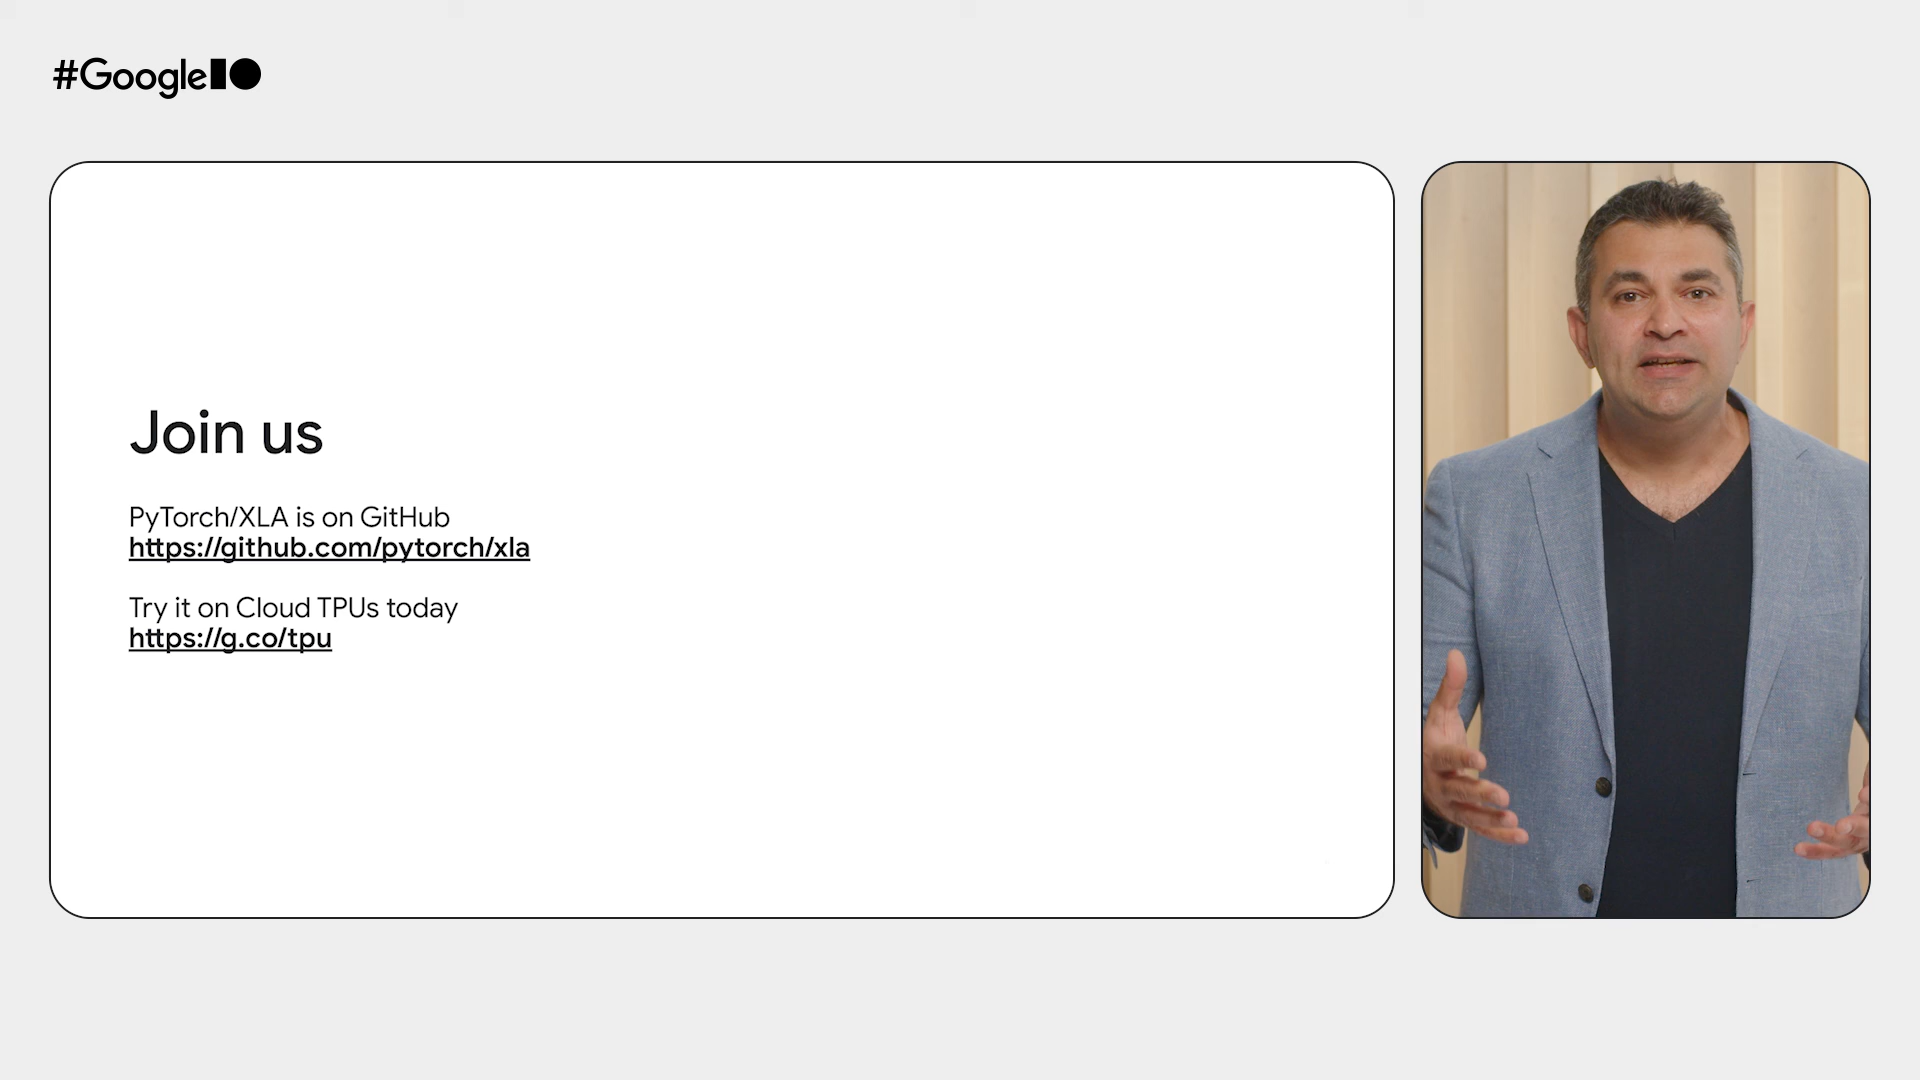 #GoogleIO
Join us
PyTorch/XLA is on GitHub
https://github.com/pytorch/xla
Try it on Cloud TPUs today
https://g.co/tpu